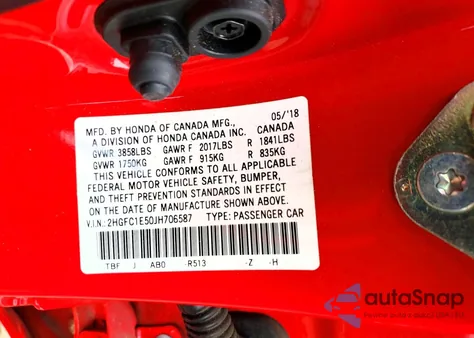 05/'18
MFD. BY HONDA OF CANADA MFG.,
A DIVISION OF HONDA CANADA INC. CANADA
GVWR 3858LBS GAWR F 2017LBS R 1841LBS
GVWR 1750KG GAWR F 915KG R 835KG
THIS VEHICLE CONFORMS TO ALL APPLICABLE
FEDERAL MOTOR VEHICLE SAFETY, BUMPER,
AND THEFT PREVENTION STANDARDS IN EFFECT
ON THE DATE OF MANUFACTURE SHOWN ABOVE.
V.I.N.: 2HGFC1E50JH706587 TYPE: PASSENGER CAR
TBF J AB0 -R513 -Z -H
autoSnap